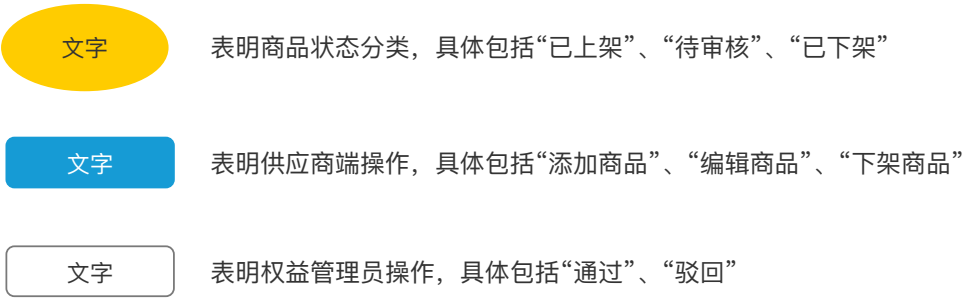 文字 表明商品状态分类，具体包括“已上架”、“待审核”、“已下架”
文字 表明供应商端操作，具体包括“添加商品”、“编辑商品”、“下架商品”
文字 表明权益管理员操作，具体包括“通过”、“驳回”